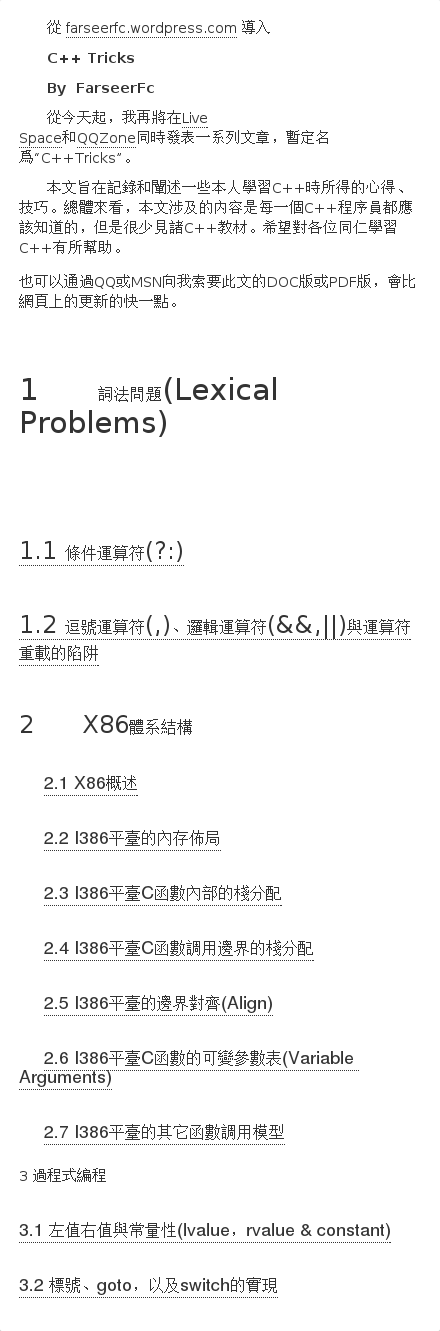 從 farseerfc.wordpress.com 導入
C++ Tricks
By FarseerFc
從今天起，我再將在Live
Space和QQZone同時發表一系列文章，暫定名
爲“C++Tricks”。
本文旨在記錄和闡述一些本人學習C++時所得的心得、
技巧。總體來看，本文涉及的內容是每一個C++程序員都應
該知道的，但是很少見諸C++教材。希望對各位同仁學習
C++有所幫助。
也可以通過QQ或MSN向我索要此文的DOC版或PDF版，會比
網頁上的更新的快一點。
1 詞法問題(Lexical
Problems)
1.1 條件運算符(?:)
1.2 逗號運算符(,)、邏輯運算符(&&,||)與運算符
重載的陷阱
2 X86體系結構
2.1 X86概述
2.2 I386平臺的內存佈局
2.3 I386平臺C函數內部的棧分配
2.4 I386平臺C函數調用邊界的棧分配
2.5 I386平臺的邊界對齊(Align)
2.6 I386平臺C函數的可變參數表(Variable
Arguments)
2.7 I386平臺的其它函數調用模型
3 過程式編程
3.1 左值右值與常量性(lvalue，rvalue & constant)
3.2 標號、goto，以及switch的實現